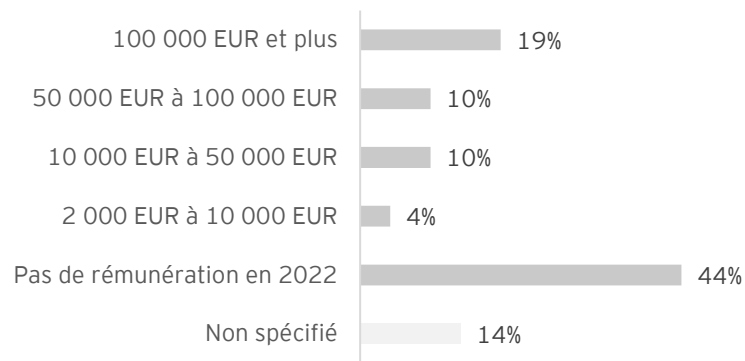 100 000 EUR et plus 19%
50 000 EUR à 100 000 EUR 10%
10 000 EUR à 50 000 EUR 10%
2 000 EUR à 10 000 EUR 4%
Pas de rémunération en 2022 44%
Non spécifié 14%